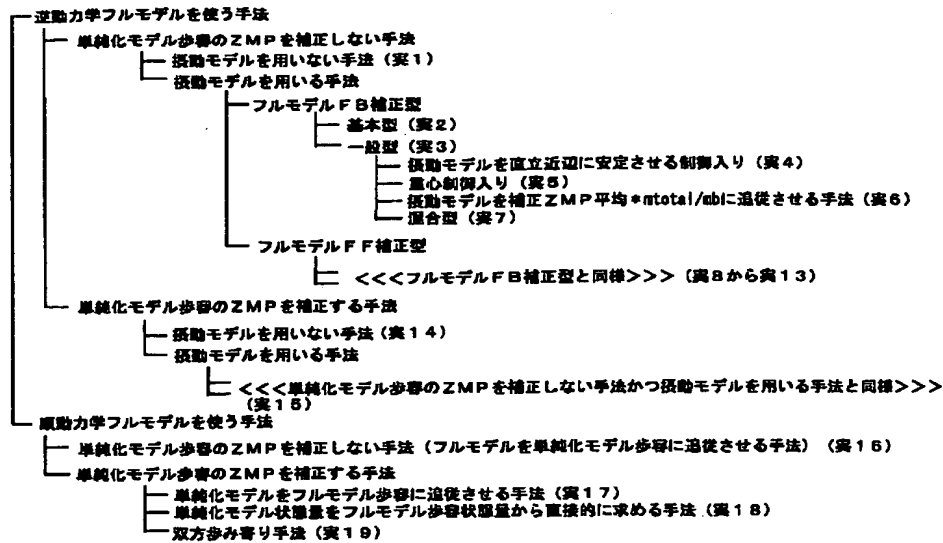 逆動力学フルモデルを使う手法
単純化モデル歩容のZMPを補正しない手法
摂動モデルを用いない手法(実1)
摂動モデルを用いる手法
フルモデルFB補正型
基本型(実2)
一般型(実3)
摂動モデルを直立近辺に安定させる制御入り(実4)
重心制御入り(実5)
摂動モデルを補正ZMP平均*mtotal/mbに追従させる手法(実6)
混合型(実7)
フルモデルFF補正型
<<<フルモデルFB補正型と同様>>>(実8から実13)
単純化モデル歩容のZMPを補正する手法
摂動モデルを用いない手法(実14)
摂動モデルを用いる手法
<<<単純化モデル歩容のZMPを補正しない手法かつ摂動モデルを用いる手法と同様>>>
(実15)
順動力学フルモデルを使う手法
単純化モデル歩容のZMPを補正しない手法(フルモデルを単純化モデル歩容に追従させる手法)(実16)
単純化モデル歩容のZMPを補正する手法
単純化モデルをフルモデル歩容に追従させる手法(実17)
単純化モデル状態量をフルモデル歩容状態量から直接的に求める手法(実18)
双方歩み寄り手法(実19)